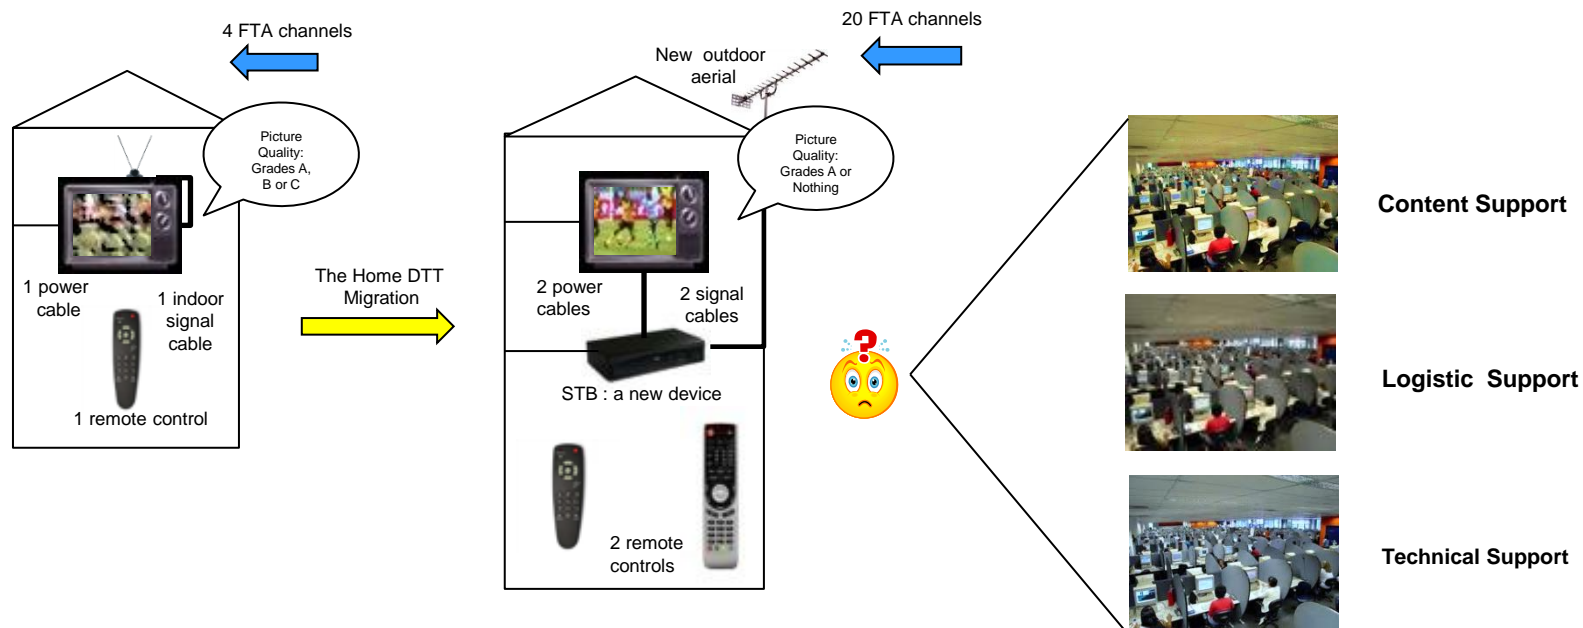 4 FTA channels
Picture
Quality:
Grades A,
B or C
1 power
cable
1 indoor
signal
cable
1 remote control
The Home DTT
Migration
20 FTA channels
New  outdoor
aerial
Picture
Quality:
Grades A or
Nothing
2 power
cables
2 signal
cables
STB : a new device
2 remote
controls
?
Content Support
Logistic  Support
Technical Support